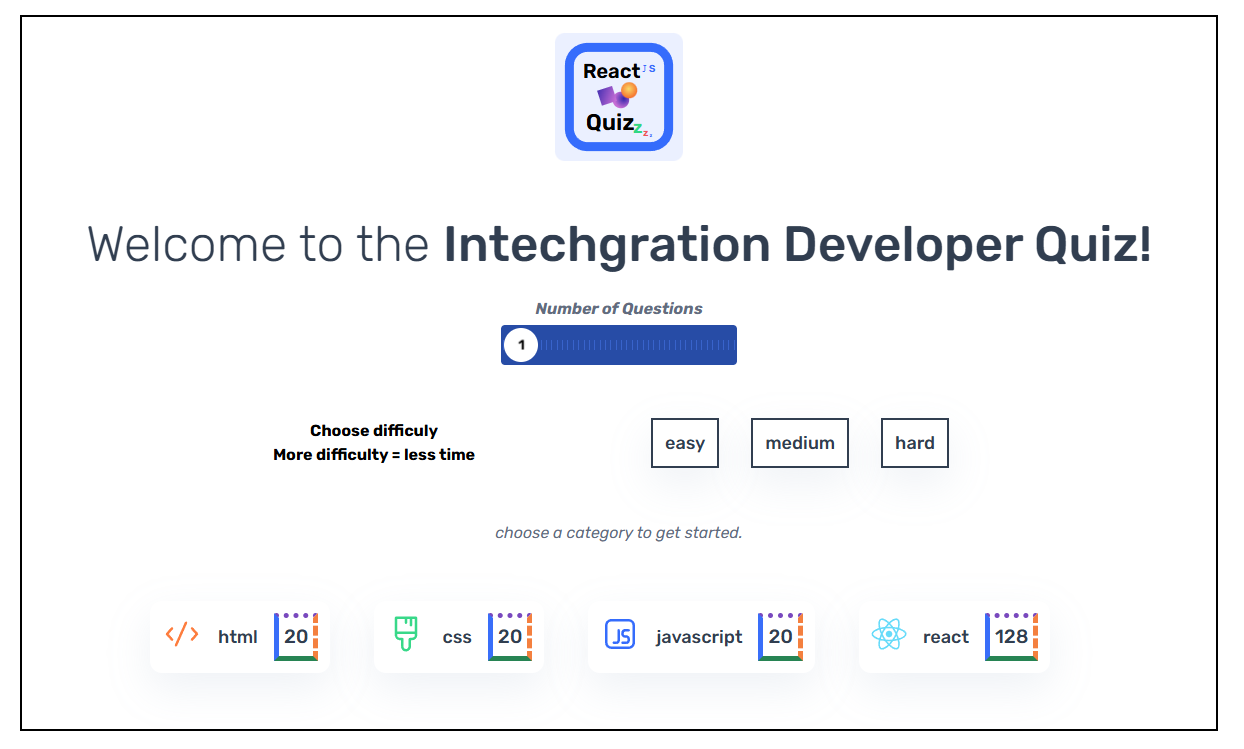 React JS
Quizzz,
Welcome to the Intechgration Developer Quiz!
Number of Questions
1
Choose difficuly
More difficulty = less time
easy medium hard
choose a category to get started.
html 20 css 20 JS javascript 20 react 128